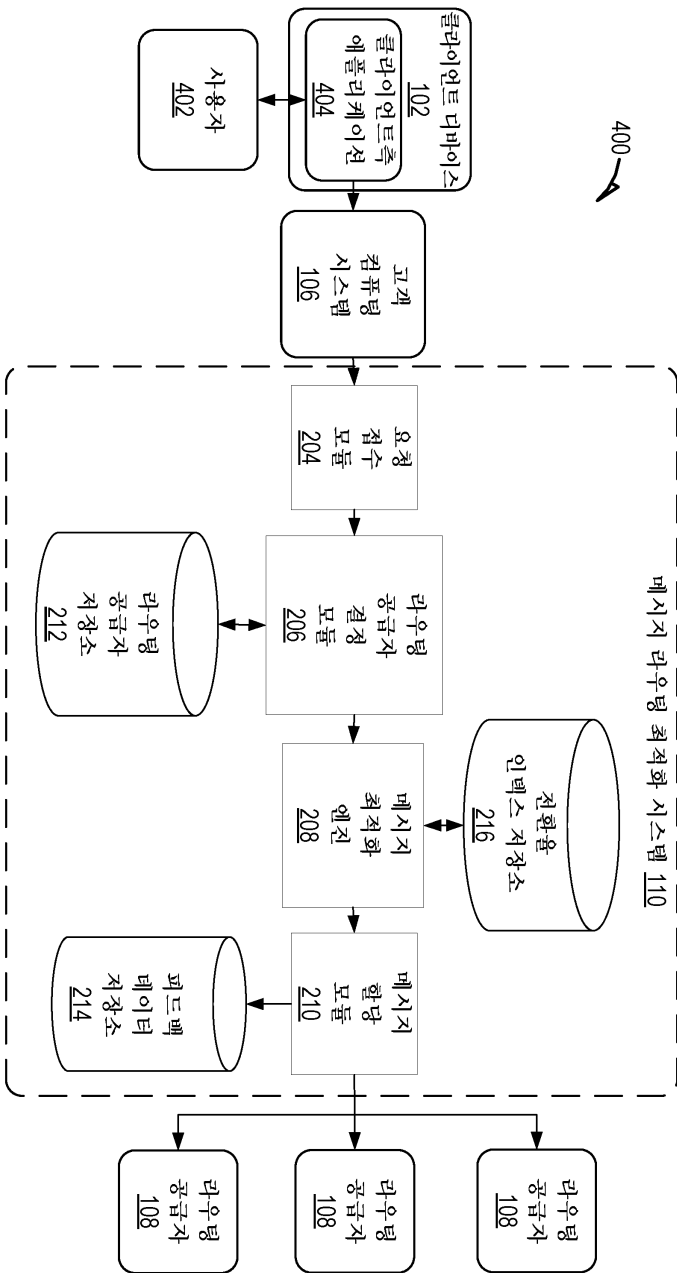 400
클라이언트 디바이스
102
클라이언트측
애플리케이션
404
사용자
402
고객
컴퓨팅
시스템
106
메시지 라우팅 최적화 시스템 110
요청
접수
모듈
204
라우팅
공급자
결정
모듈
206
라우팅
공급자
저장소
212
전환율
인덱스 저장소
216
메시지
최적화
엔진
208
메시지
할당
모듈
210
피드백
데이터
저장소
214
라우팅
공급자
108
라우팅
공급자
108
라우팅
공급자
108